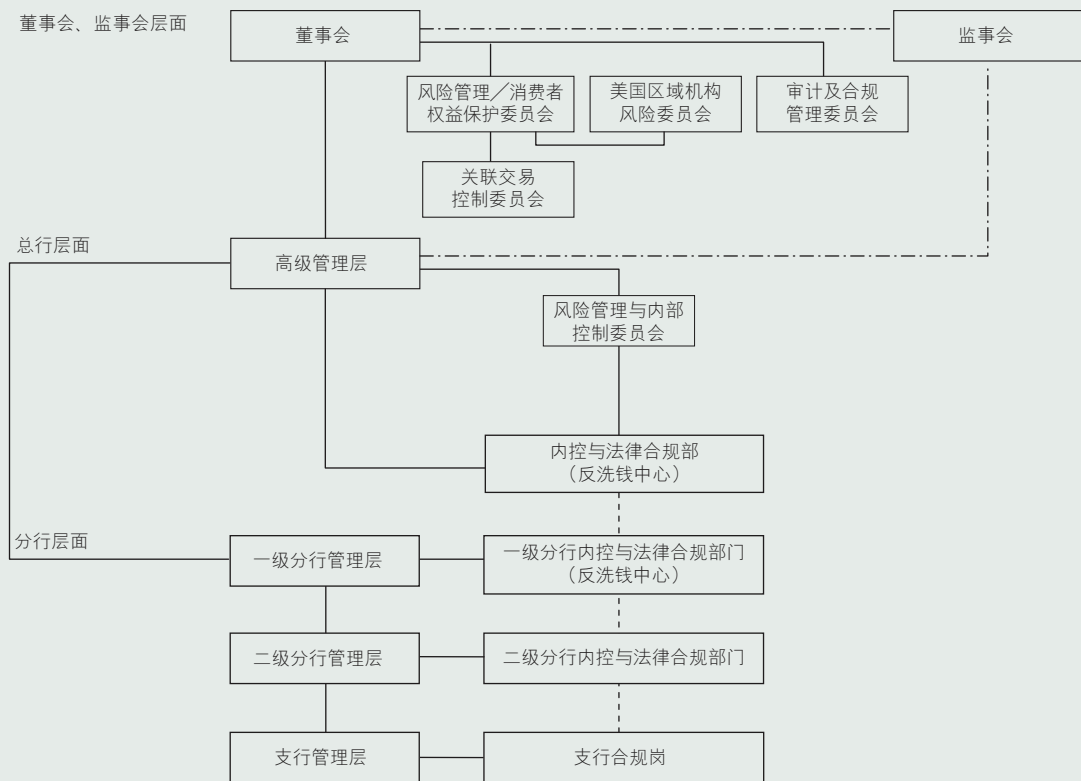 董事会、监事会层面
董事会
监事会
风险管理／消费者
权益保护委员会
美国区域机构
风险委员会
审计及合规
管理委员会
关联交易
控制委员会
总行层面
高级管理层
风险管理与内部
控制委员会
内控与法律合规部
（反洗钱中心）
分行层面
一级分行管理层
一级分行内控与法律合规部门
（反洗钱中心）
二级分行管理层
二级分行内控与法律合规部门
支行管理层
支行合规岗